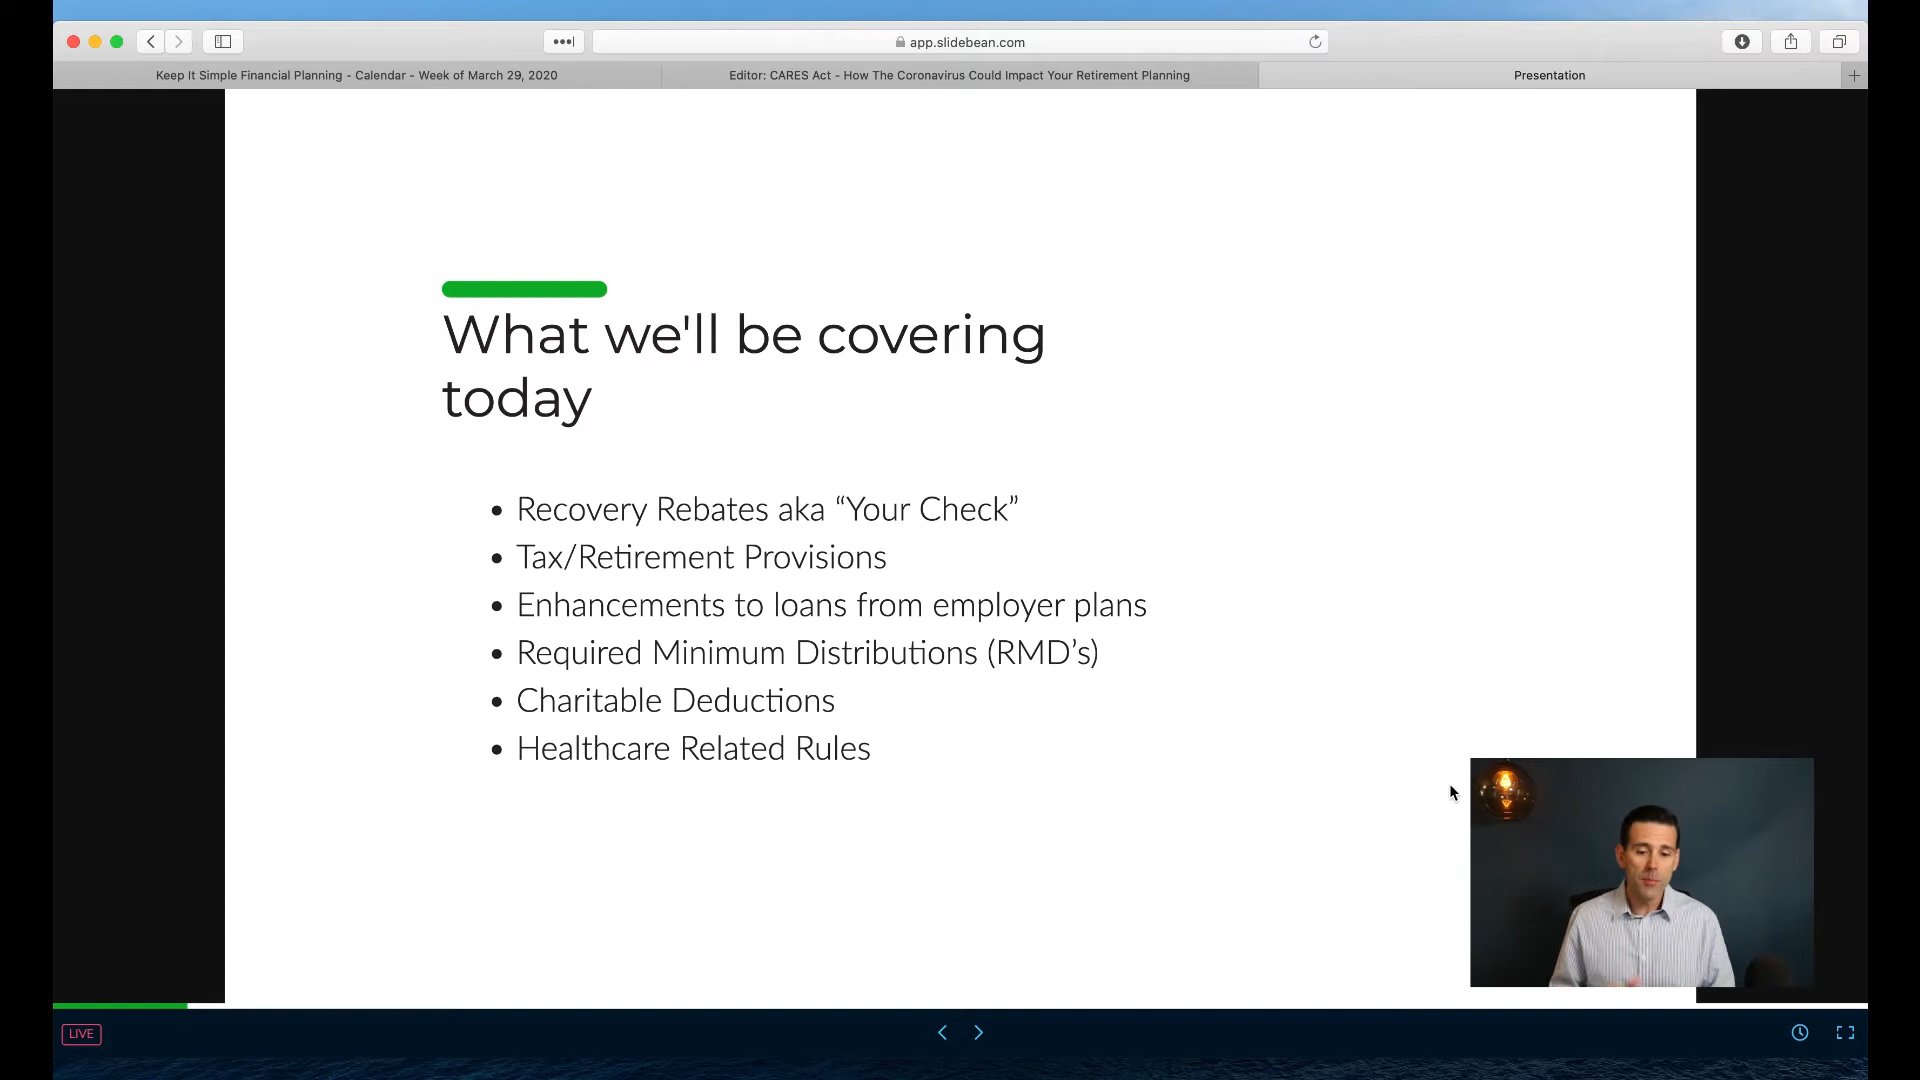 app.slidebean.com
Keep It Simple Financial Planning - Calendar - Week of March 29, 2020
Editor: CARES Act - How The Coronavirus Could Impact Your Retirement Planning
Presentation
What we'll be covering
today
• Recovery Rebates aka “Your Check”
• Tax/Retirement Provisions
• Enhancements to loans from employer plans
• Required Minimum Distributions (RMD’s)
• Charitable Deductions
• Healthcare Related Rules
LIVE